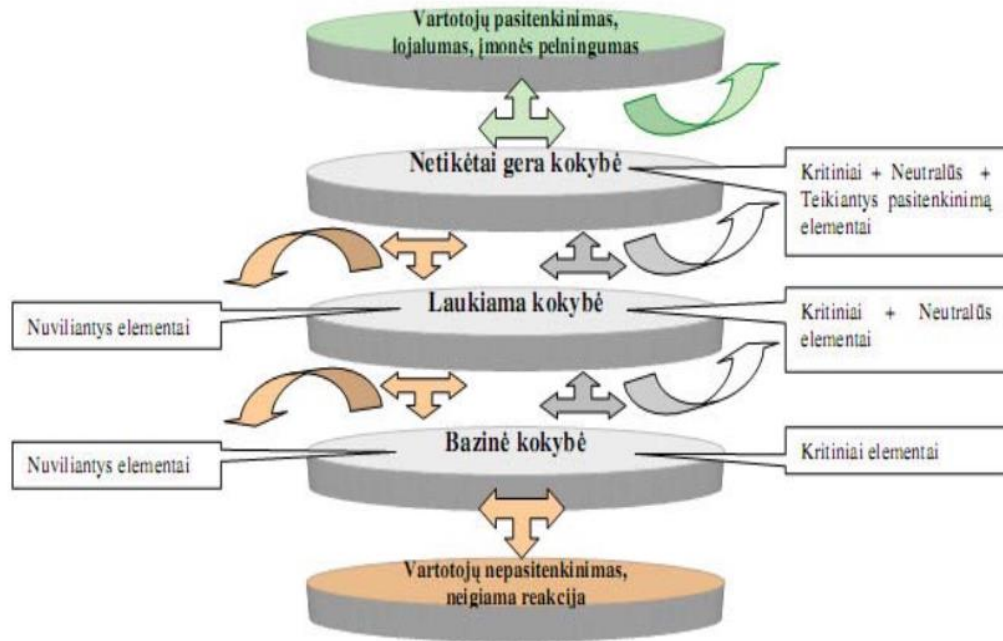 Vartotojų pasitenkinimas,
lojalumas, įmonės pelningumas
Netikėtai gera kokybė
Kritiniai + Neutralūs +
Teikiantys pasitenkinimą
elementai
Laukiama kokybė
Nuviliantys elementai
Kritiniai + Neutralūs
elementai
Bazinė kokybė
Nuviliantys elementai
Kritiniai elementai
Vartotojų nepasitenkinimas,
neigiama reakcija